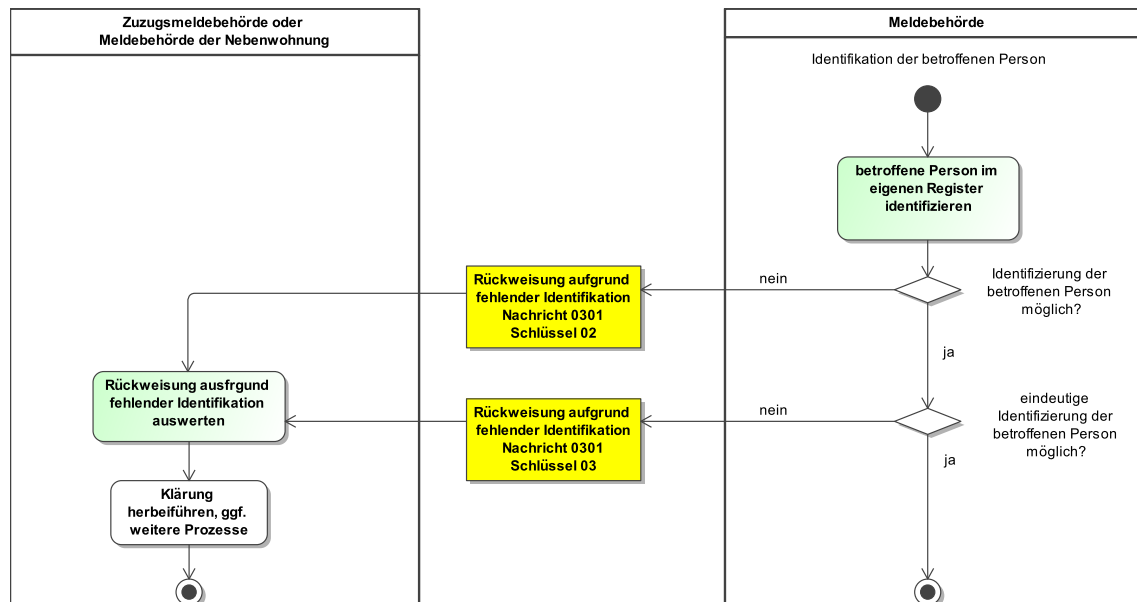 Zuzugsmeldebehörde oder
Meldebehörde der Nebenwohnung
Meldebehörde
Identifikation der betroffenen Person
betroffene Person im
eigenen Register
identifizieren
Identifizierung der
betroffenen Person
möglich?
nein
Rückweisung aufgrund
fehlender Identifikation
Nachricht 0301
Schlüssel 02
ja
eindeutige
Identifizierung der
betroffenen Person
möglich?
nein
Rückweisung aufgrund
fehlender Identifikation
Nachricht 0301
Schlüssel 03
ja
Rückweisung ausfrgund
fehlender Identifikation
auswerten
Klärung
herbeiführen, ggf.
weitere Prozesse